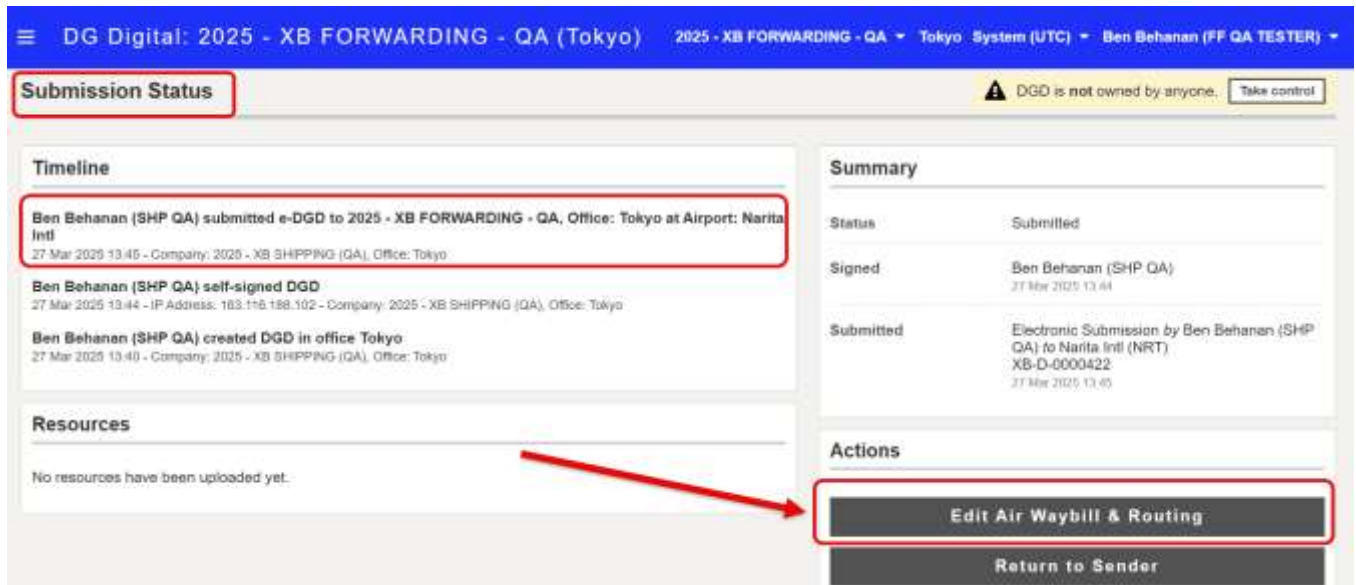 ≡ DG Digital: 2025 - XB FORWARDING - QA (Tokyo) 2025 - XB FORWARDING - QA Tokyo System (UTC) Ben Behanan (FF QA TESTER)
Submission Status
DGD is not owned by anyone. Take control
Timeline
Ben Behanan (SHP QA) submitted e-DGD to 2025 - XB FORWARDING - QA, Office: Tokyo at Airport: Narita
Intl
27 Mar 2025 13:45 - Company: 2025 - XB SHIPPING (QA), Office: Tokyo
Ben Behanan (SHP QA) self-signed DGD
27 Mar 2025 13:44 - IP Address: 163.116.188.102 - Company: 2025 - XB SHIPPING (QA), Office: Tokyo
Ben Behanan (SHP QA) created DGD in office Tokyo
27 Mar 2025 13:40 - Company: 2025 - XB SHIPPING (QA), Office: Tokyo
Resources
No resources have been uploaded yet.
Summary
Status Submitted
Signed Ben Behanan (SHP QA)
27 Mar 2025 13:44
Submitted Electronic Submission by Ben Behanan (SHP
QA) to Narita Intl (NRT)
XB-D-0000422
27 Mar 2025 13:45
Actions
Edit Air Waybill & Routing
Return to Sender